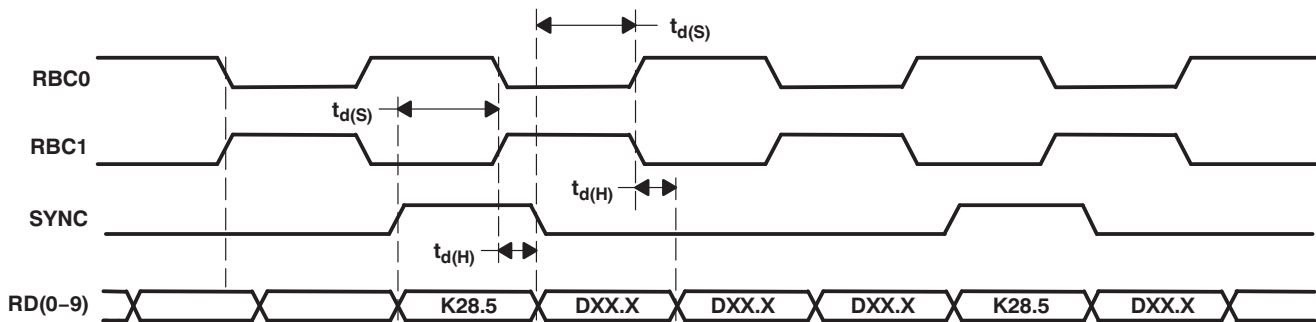 t_d(S)
RBC0
t_d(S)
RBC1
t_d(H)
SYNC
t_d(H)
RD(0–9) K28.5 DXX.X DXX.X DXX.X K28.5 DXX.X